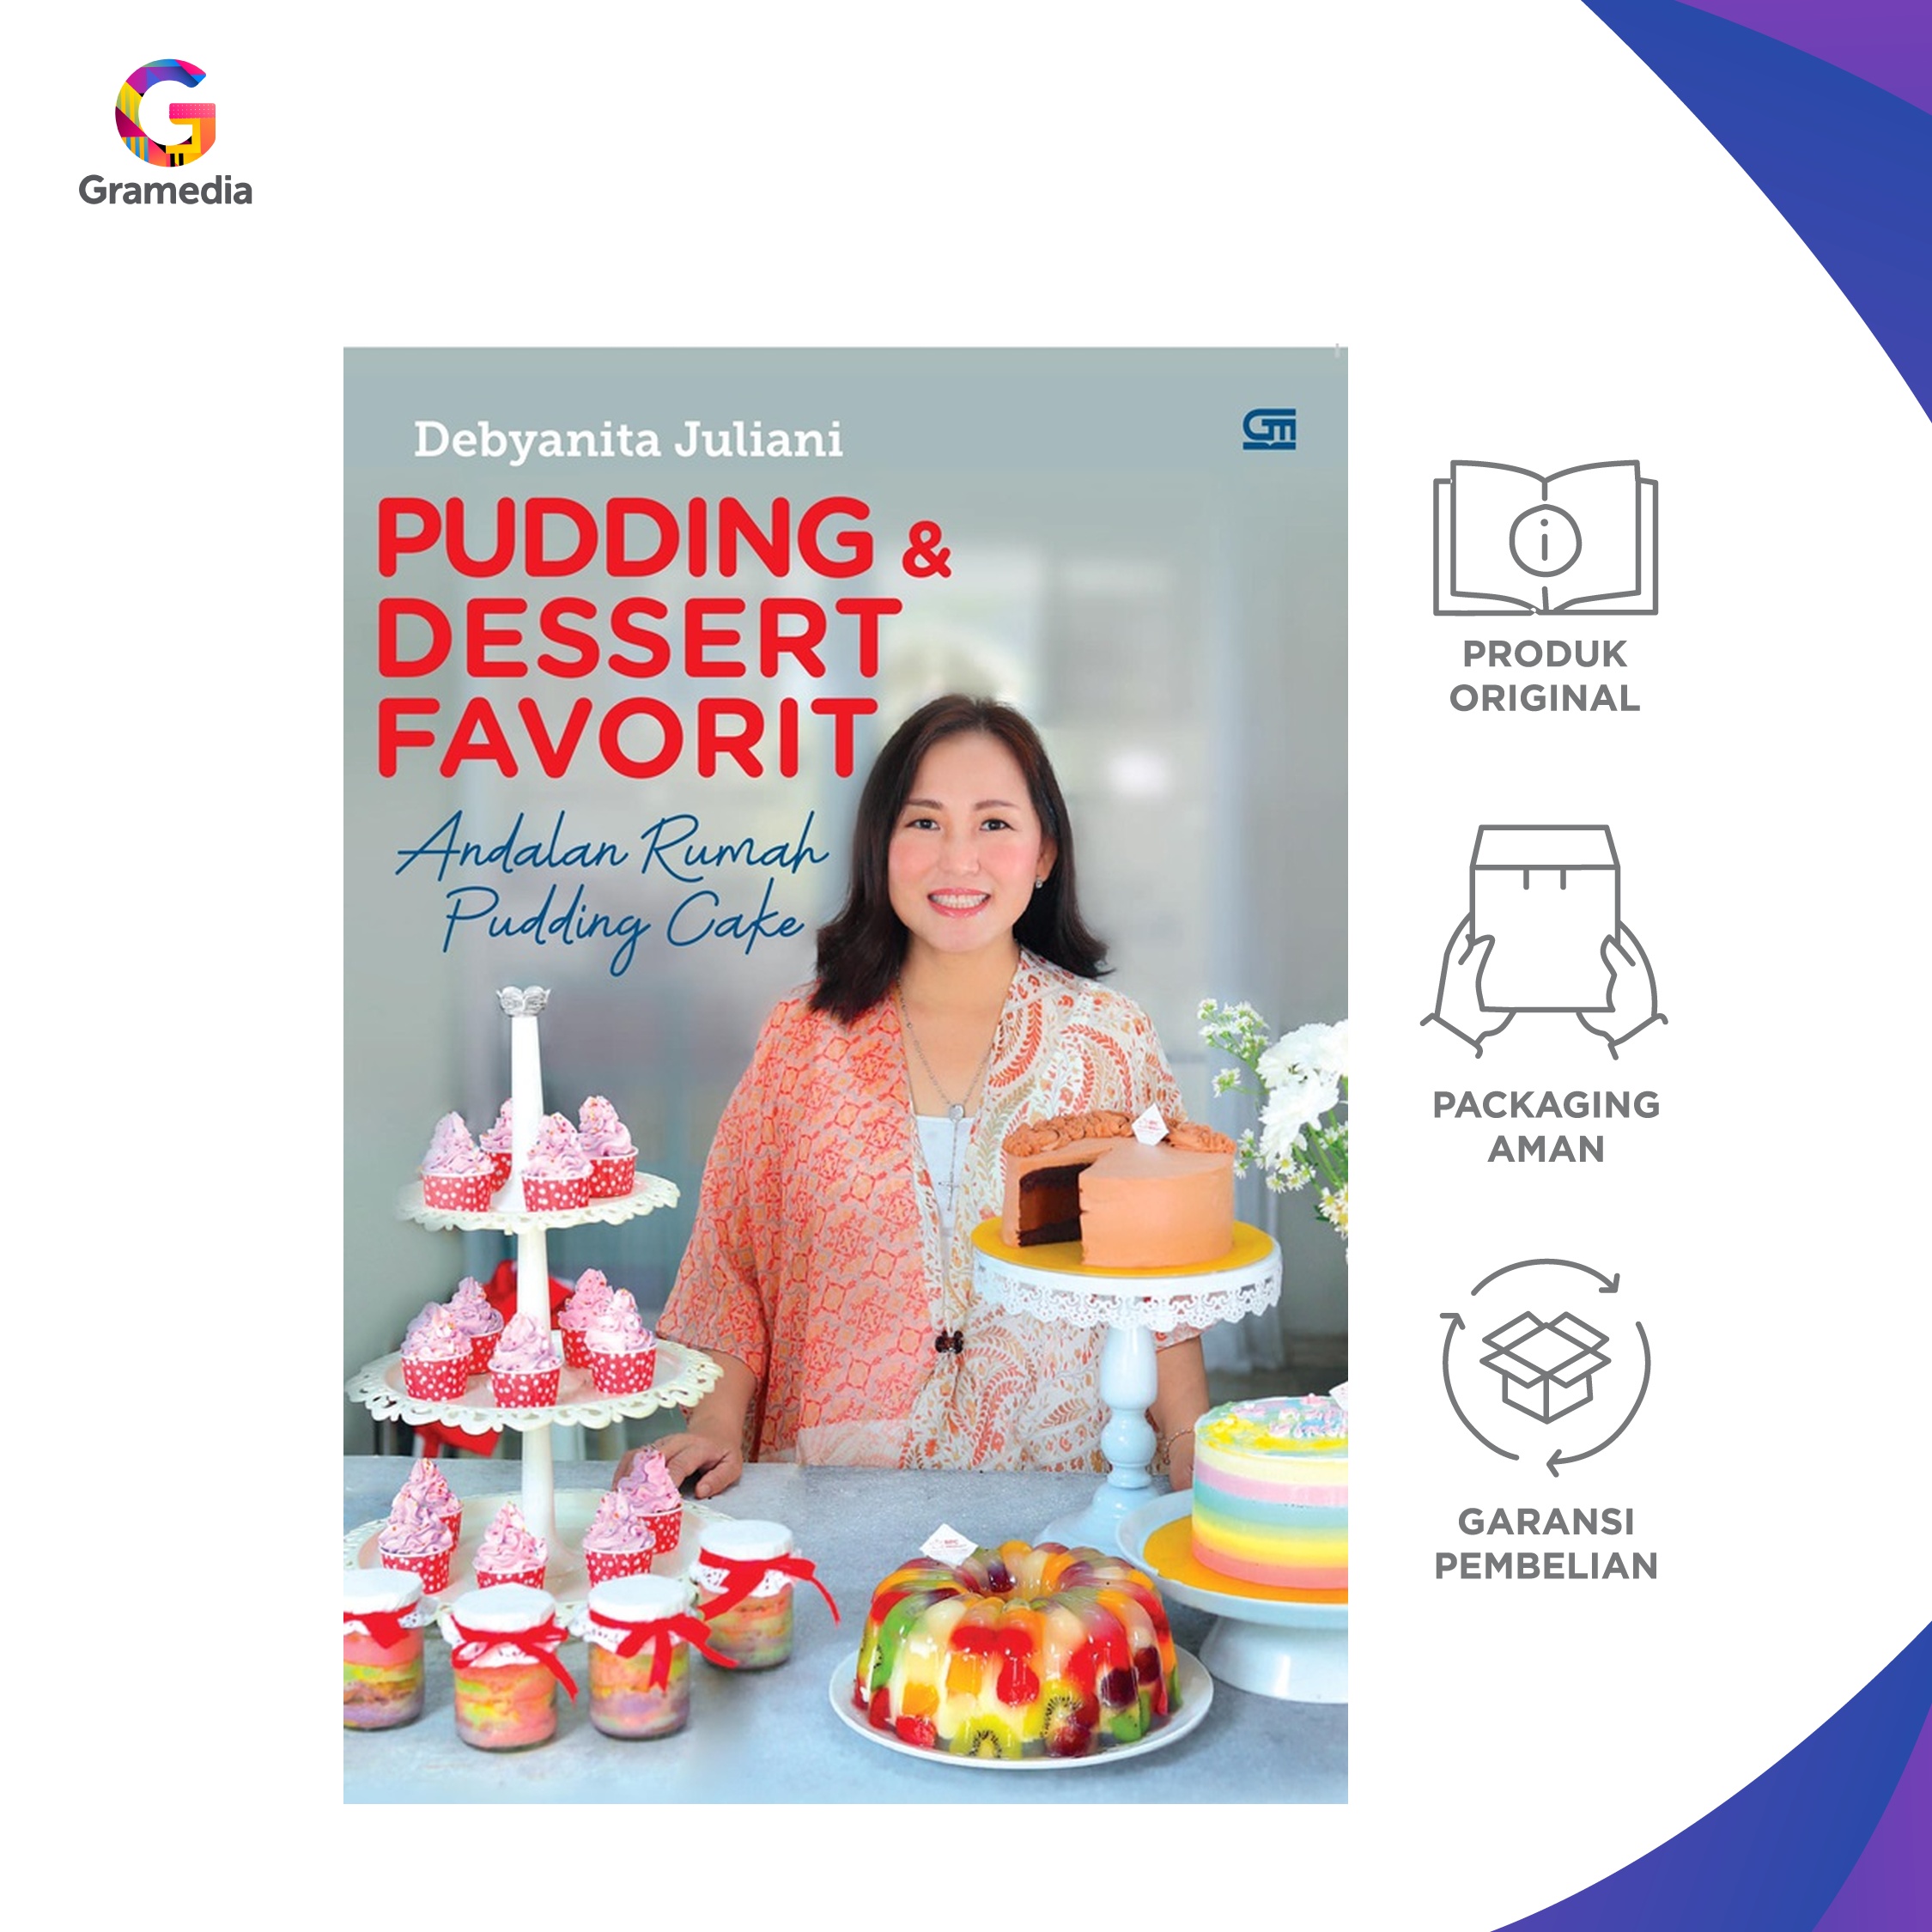 Gramedia
Debyanita Juliani
PUDDING &
DESSERT
FAVORIT
Andalan Rumah
Pudding Cake
PRODUK
ORIGINAL
PACKAGING
AMAN
GARANSI
PEMBELIAN